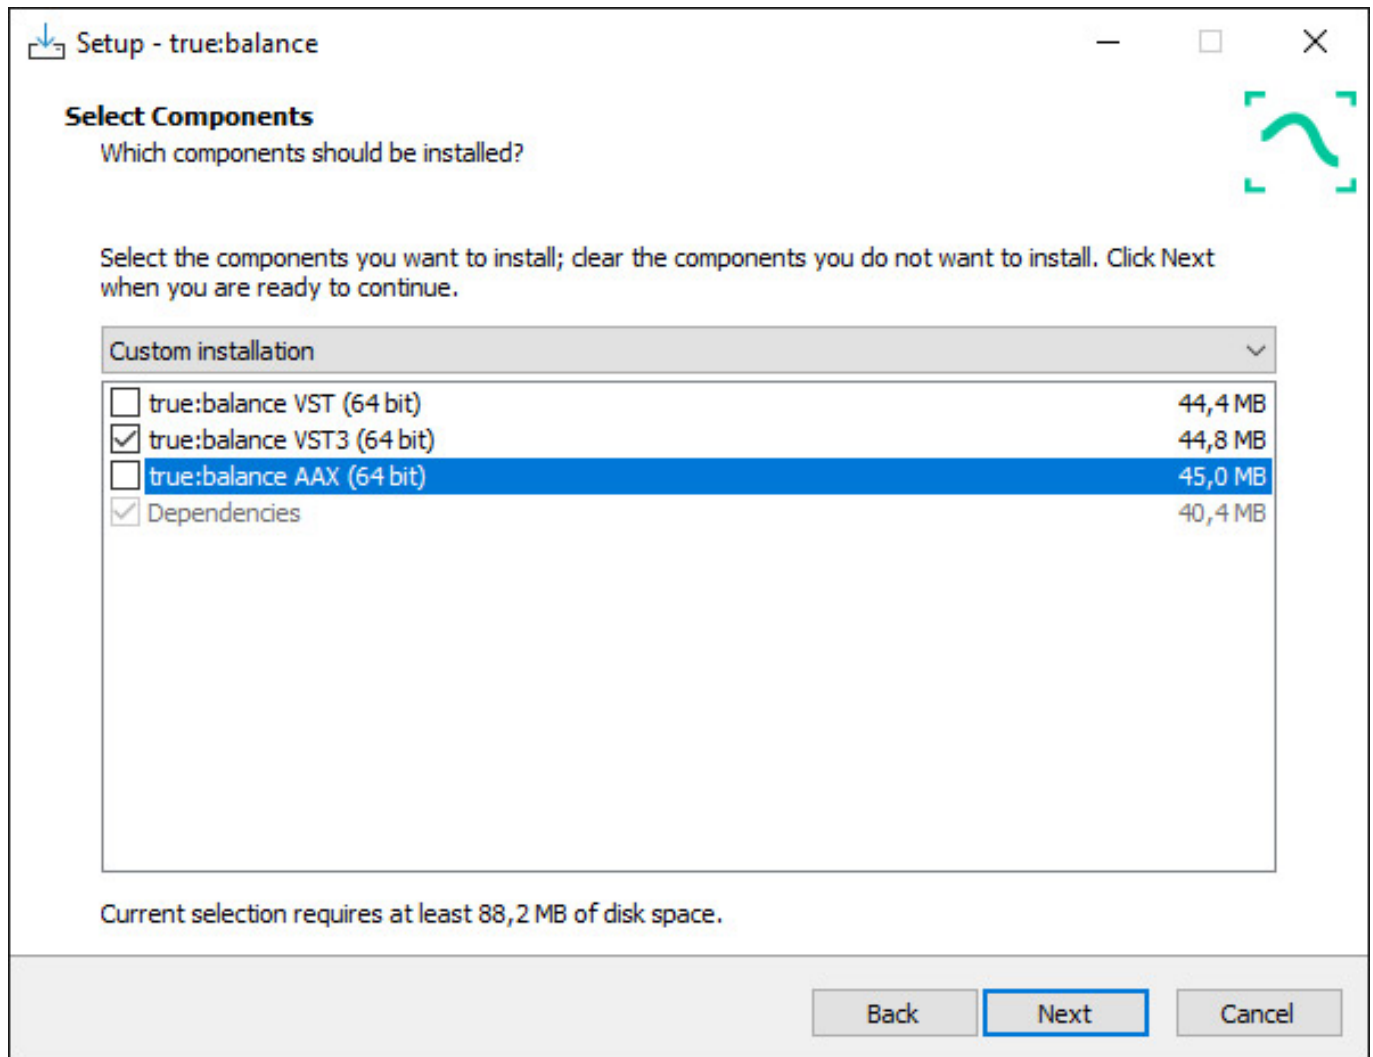 Setup - true:balance
Select Components
Which components should be installed?
Select the components you want to install; clear the components you do not want to install. Click Next
when you are ready to continue.
Custom installation
true:balance VST (64 bit) 44,4 MB
true:balance VST3 (64 bit) 44,8 MB
true:balance AAX (64 bit) 45,0 MB
Dependencies 40,4 MB
Current selection requires at least 88,2 MB of disk space.
Back Next Cancel